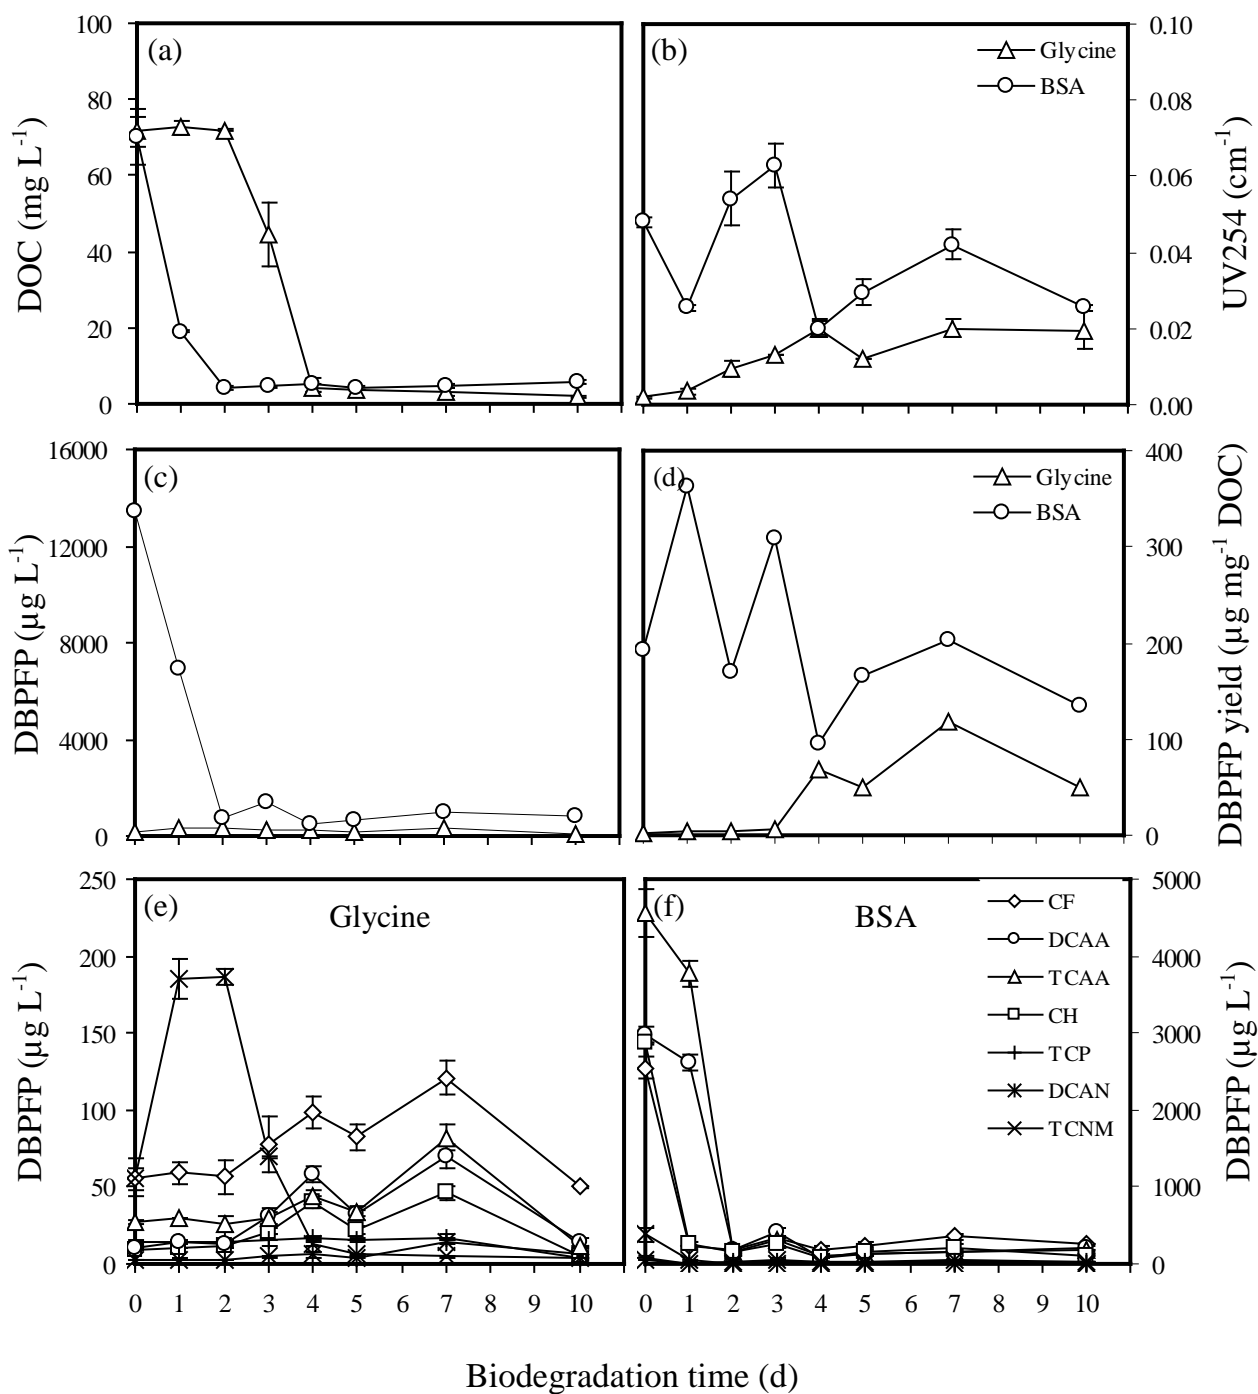 (a)
100
80
60
40
20
0
DOC (mg L⁻¹)
(b)
Glycine
BSA
0.10
0.08
0.06
0.04
0.02
0.00
UV254 (cm⁻¹)
(c)
16000
12000
8000
4000
0
DBPFP (µg L⁻¹)
(d)
Glycine
BSA
400
300
200
100
0
DBPFP yield (µg mg⁻¹ DOC)
(e)
Glycine
250
200
150
100
50
0
DBPFP (µg L⁻¹)
0 1 2 3 4 5 6 7 8 9 10
(f)
BSA
CF
DCAA
TCAA
CH
TCP
DCAN
TCNM
5000
4000
3000
2000
1000
0
DBPFP (µg L⁻¹)
0 1 2 3 4 5 6 7 8 9 10
Biodegradation time (d)